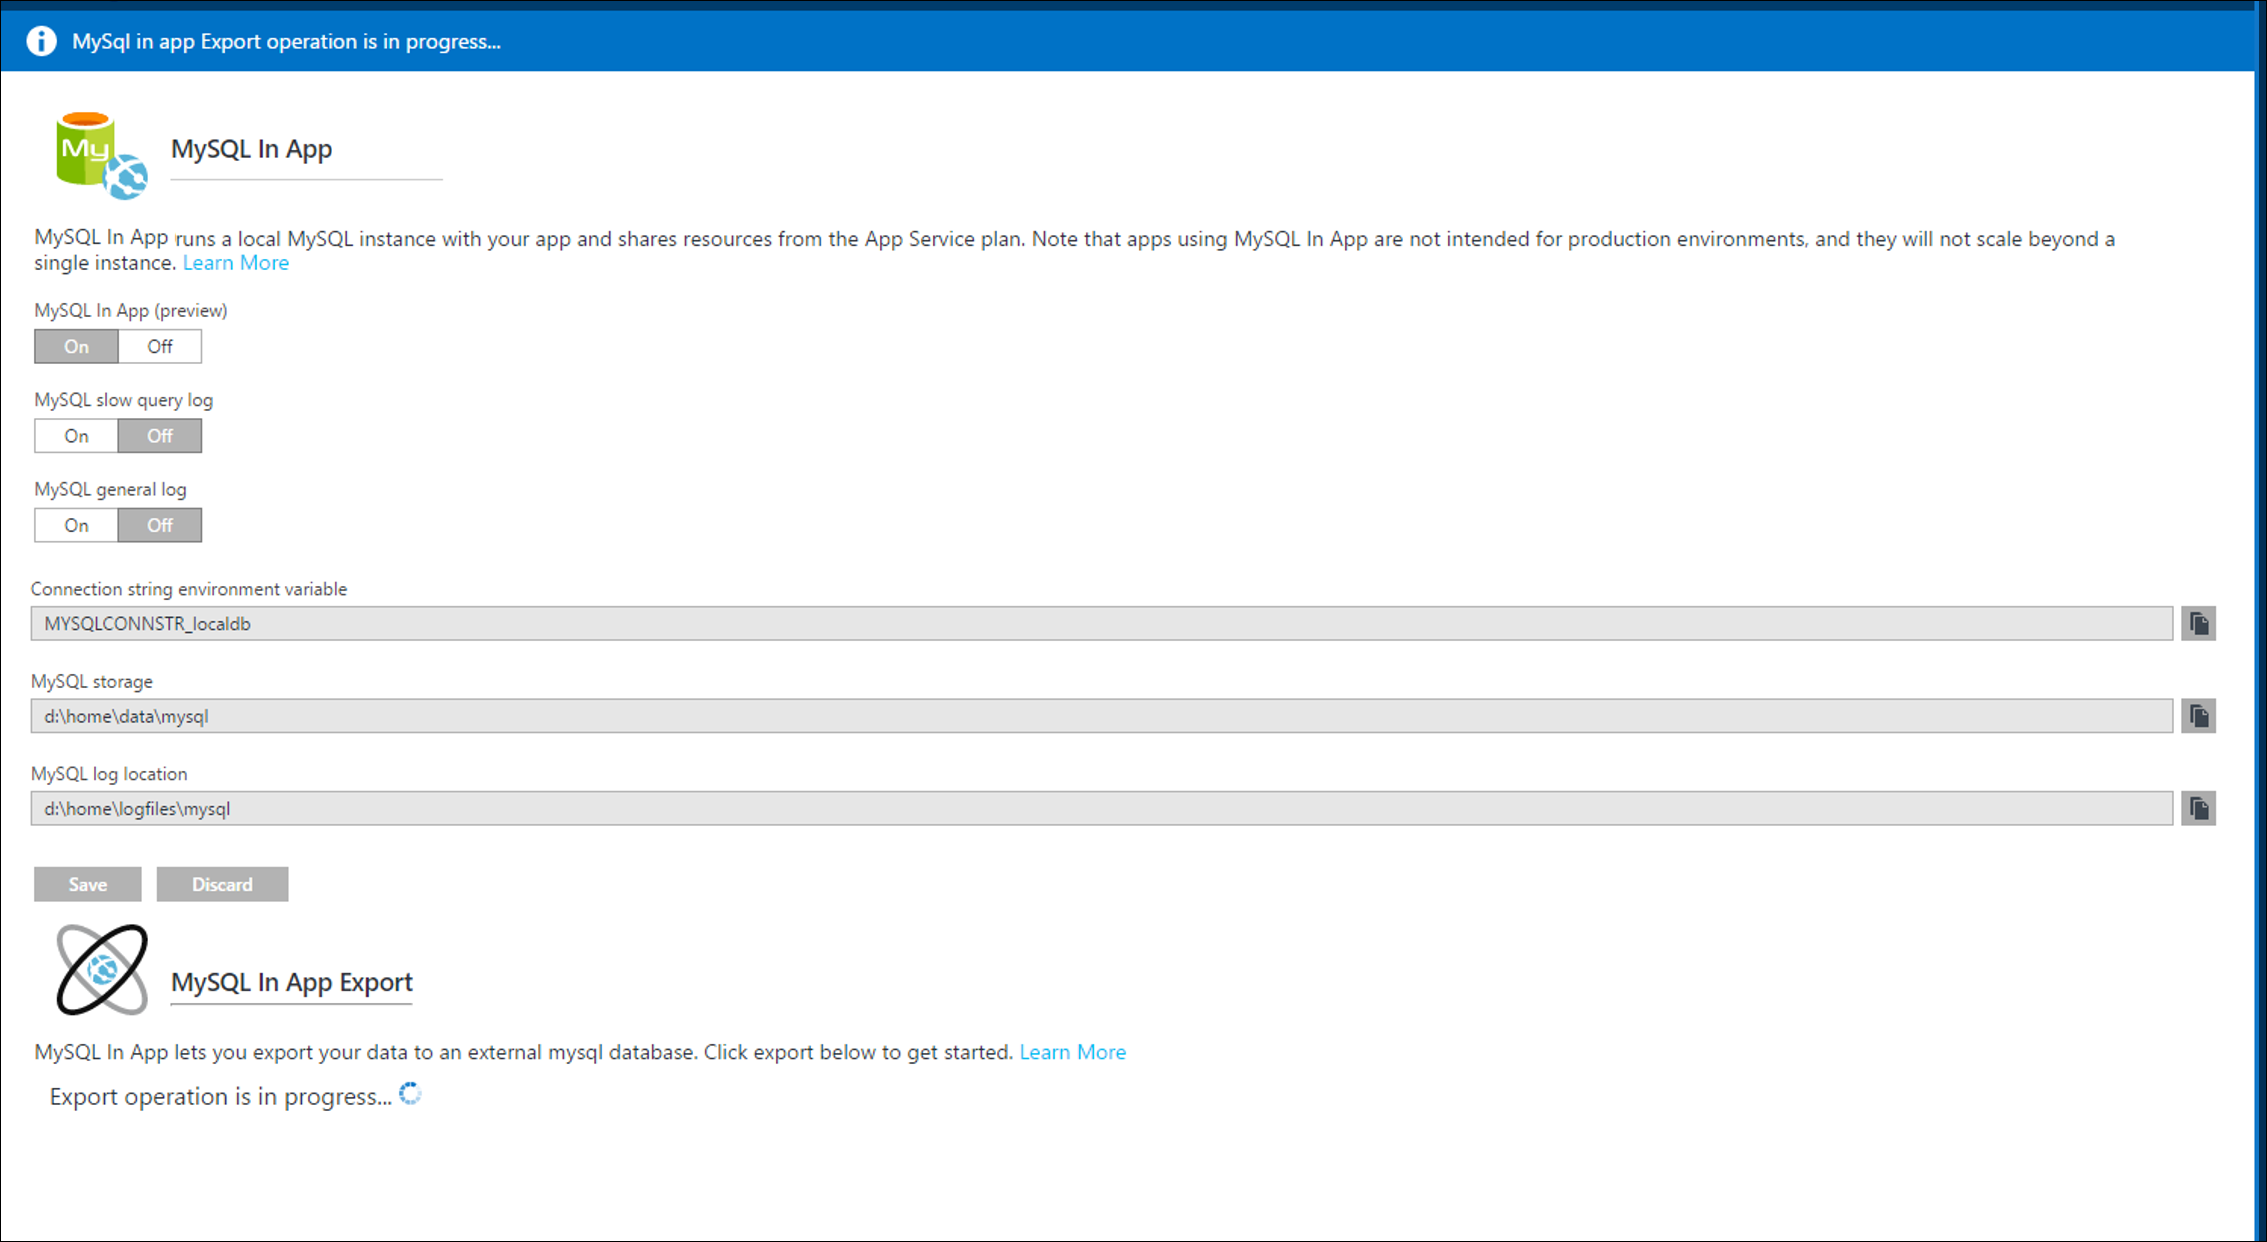 MySql in app Export operation is in progress...
My
MySQL In App
MySQL In App runs a local MySQL instance with your app and shares resources from the App Service plan. Note that apps using MySQL In App are not intended for production environments, and they will not scale beyond a
single instance. Learn More
MySQL In App (preview)
On Off
MySQL slow query log
On Off
MySQL general log
On Off
Connection string environment variable
MYSQLCONNSTR_localdb
MySQL storage
d:\home\data\mysql
MySQL log location
d:\home\logfiles\mysql
Save Discard
MySQL In App Export
MySQL In App lets you export your data to an external mysql database. Click export below to get started. Learn More
Export operation is in progress...